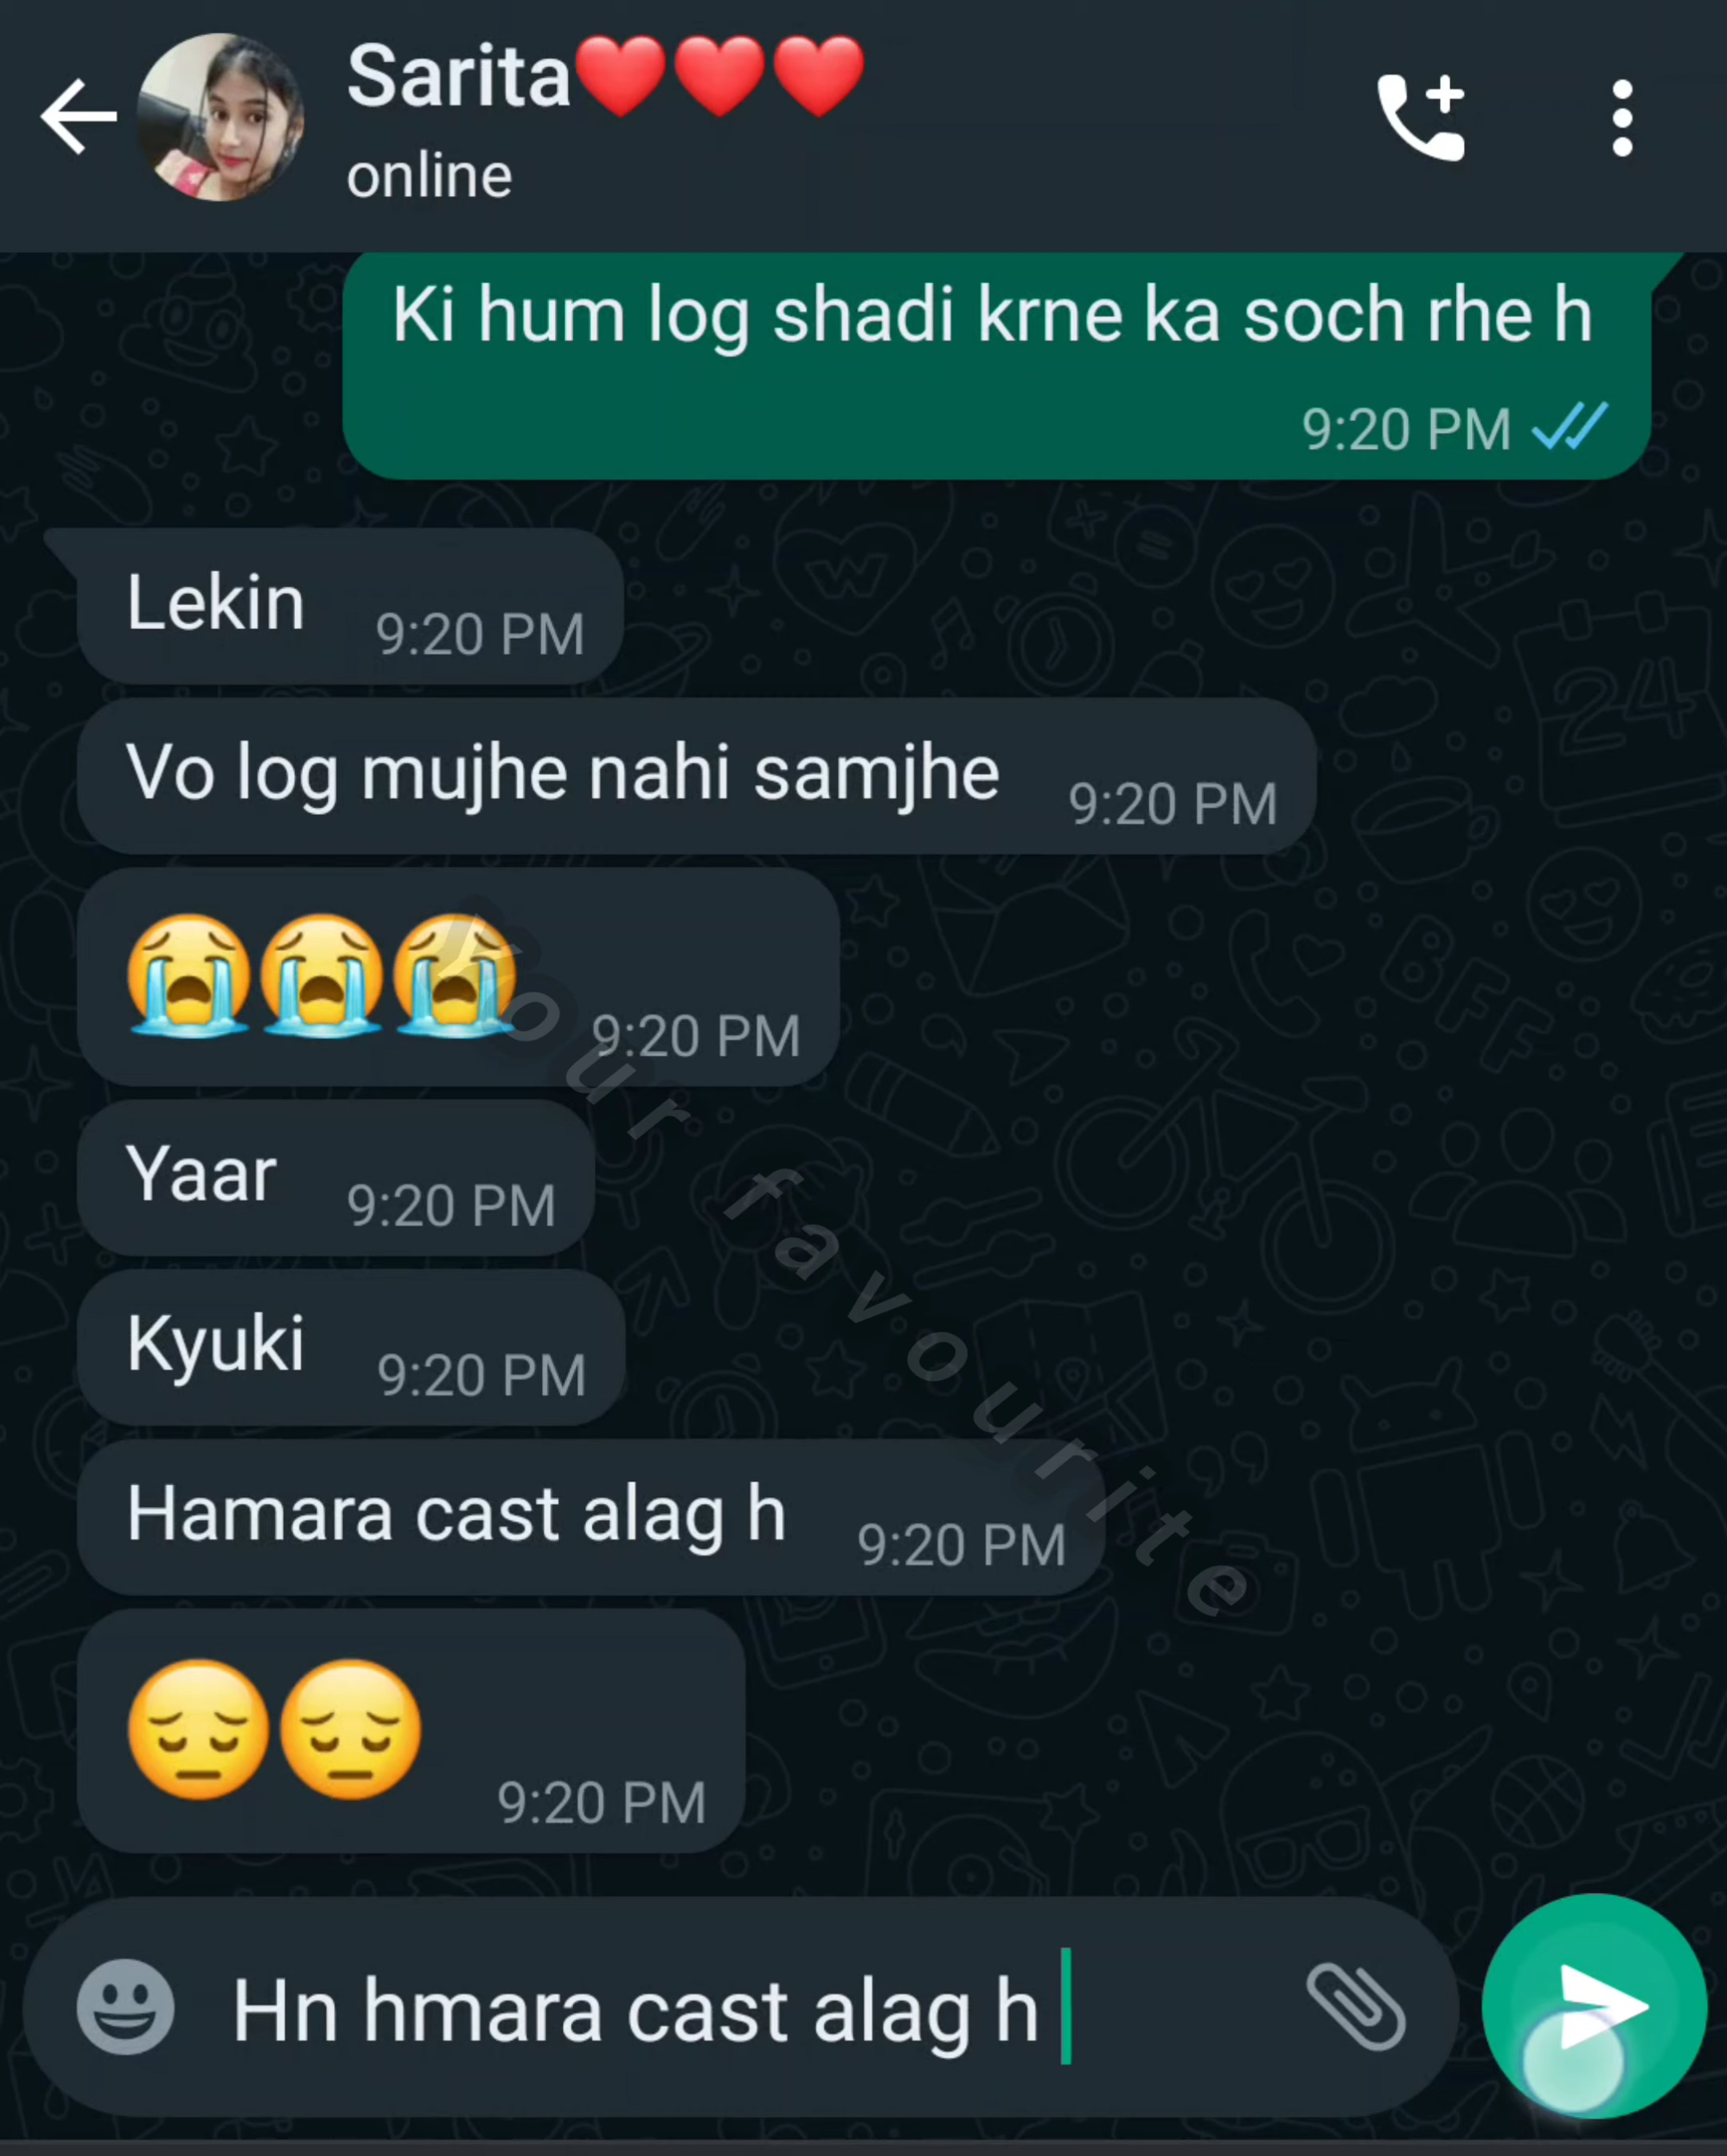 Sarita❤️❤️❤️
online
Ki hum log shadi krne ka soch rhe h
9:20 PM
Lekin 9:20 PM
Vo log mujhe nahi samjhe 9:20 PM
😭😭😭 9:20 PM
Yaar 9:20 PM
Kyuki 9:20 PM
Hamara cast alag h 9:20 PM
😔😔 9:20 PM
Hn hmara cast alag h
Your favourite